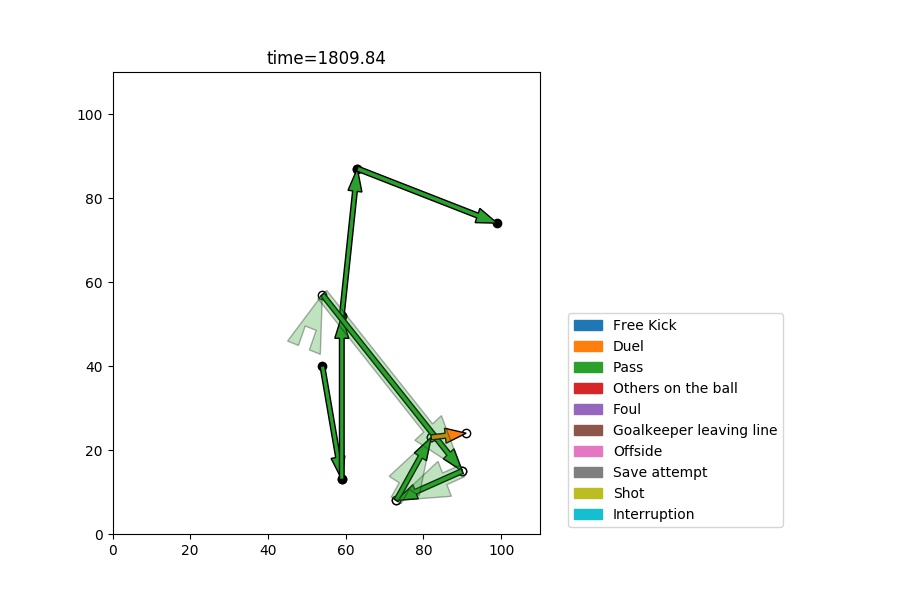 time=1809.84
100
80
60
40
20
0
0 20 40 60 80 100
Free Kick
Duel
Pass
Others on the ball
Foul
Goalkeeper leaving line
Offside
Save attempt
Shot
Interruption